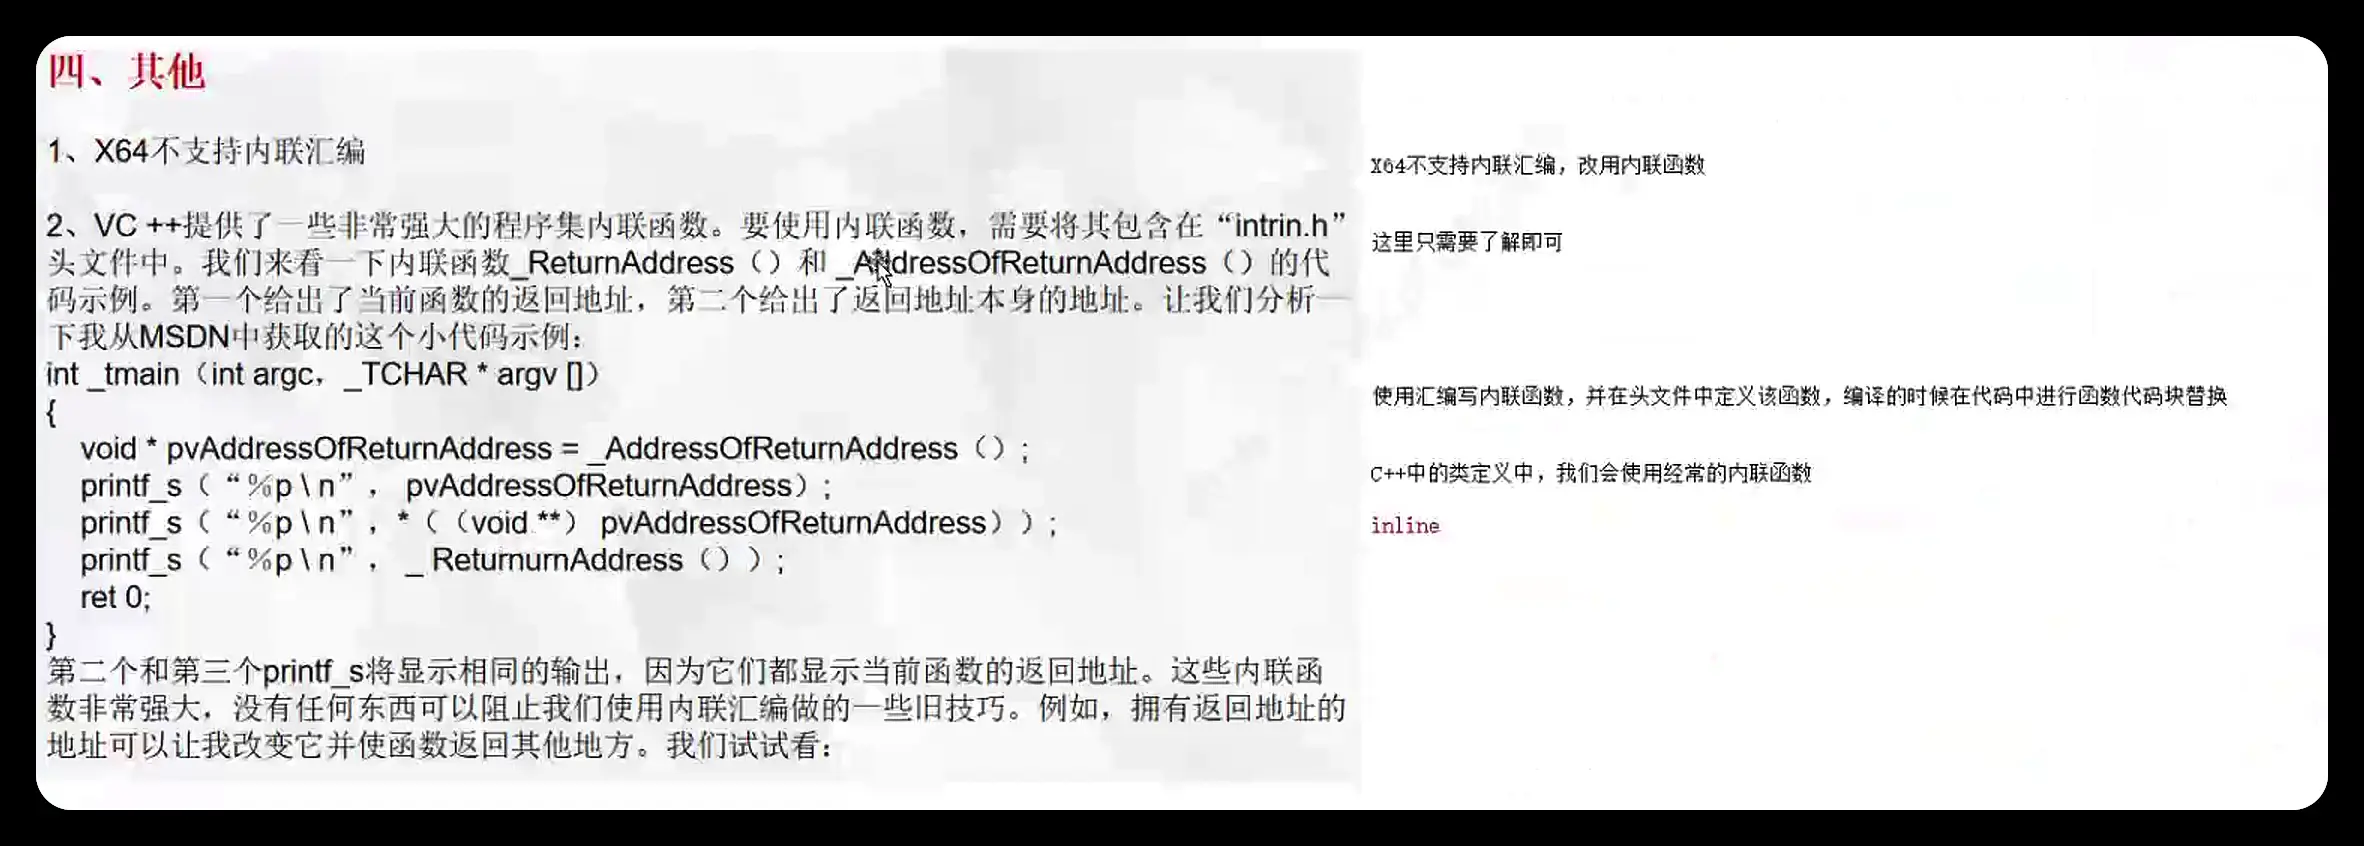 四、其他
1、X64不支持内联汇编
2、VC ++提供了一些非常强大的程序集内联函数。要使用内联函数，需要将其包含在“intrin.h”
头文件中。我们来看一下内联函数_ReturnAddress（）和 _AddressOfReturnAddress（）的代
码示例。第一个给出了当前函数的返回地址，第二个给出了返回地址本身的地址。让我们分析一
下我从MSDN中获取的这个小代码示例：
int _tmain（int argc，_TCHAR * argv []）
{
void * pvAddressOfReturnAddress = _AddressOfReturnAddress（）;
printf_s（“%p \ n”， pvAddressOfReturnAddress）;
printf_s（“%p \ n”，*（（void **） pvAddressOfReturnAddress））;
printf_s（“%p \ n”， _ ReturnurnAddress（））;
ret 0;
}
第二个和第三个printf_s将显示相同的输出，因为它们都显示当前函数的返回地址。这些内联函
数非常强大，没有任何东西可以阻止我们使用内联汇编做的一些旧技巧。例如，拥有返回地址的
地址可以让我改变它并使函数返回其他地方。我们试试看：
X64不支持内联汇编，改用内联函数
这里只需要了解即可
使用汇编写内联函数，并在头文件中定义该函数，编译的时候在代码中进行函数代码块替换
C++中的类定义中，我们会使用经常的内联函数
inline